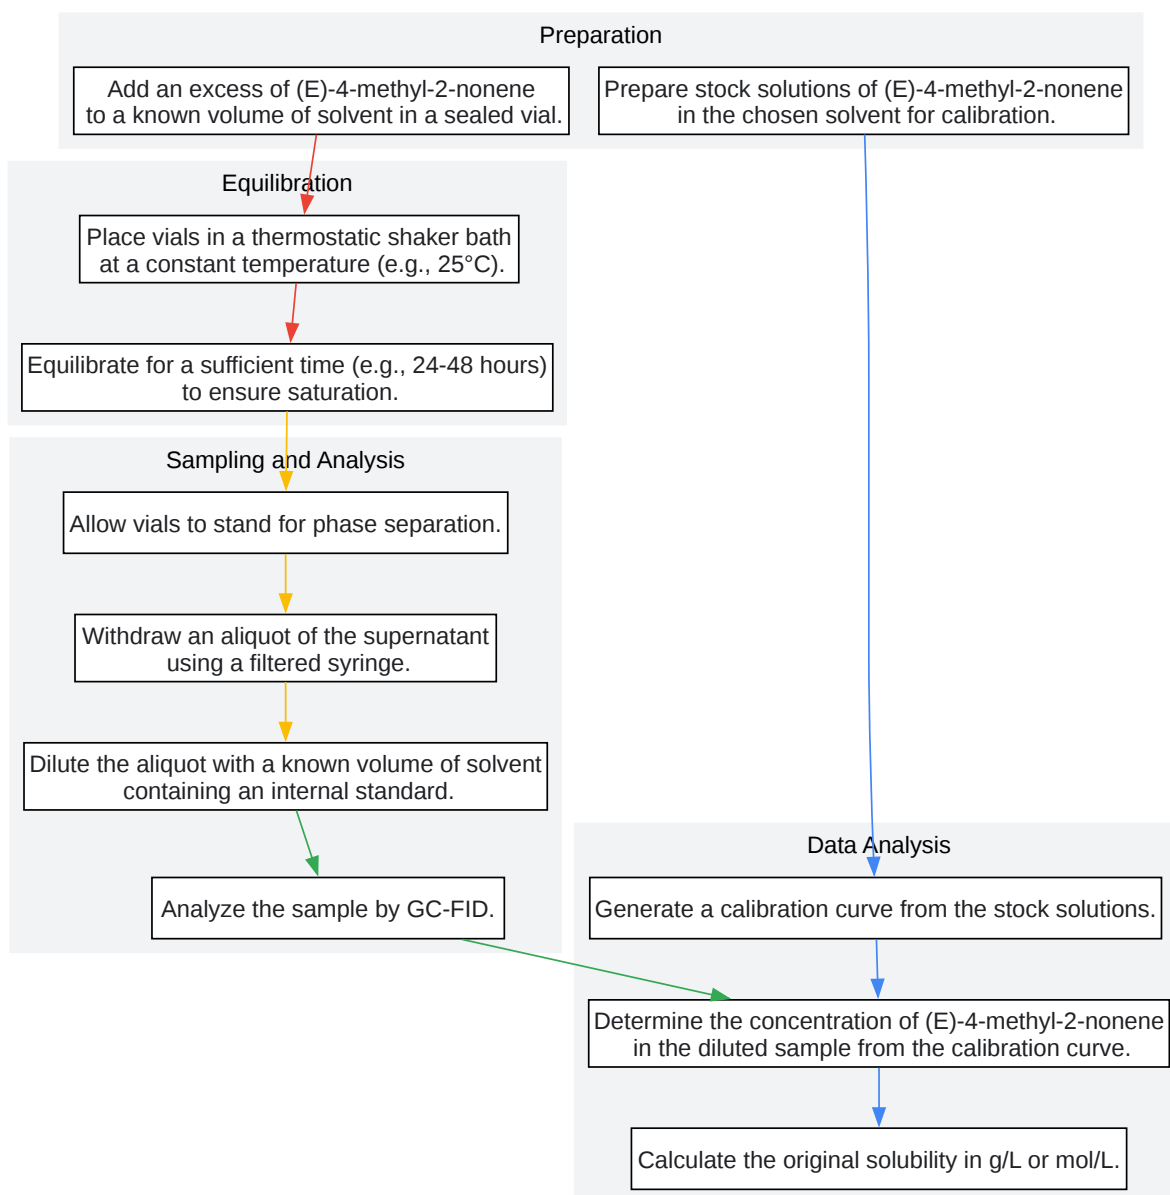 Preparation
Add an excess of (E)-4-methyl-2-nonene
to a known volume of solvent in a sealed vial.
Prepare stock solutions of (E)-4-methyl-2-nonene
in the chosen solvent for calibration.
Equilibration
Place vials in a thermostatic shaker bath
at a constant temperature (e.g., 25°C).
Equilibrate for a sufficient time (e.g., 24-48 hours)
to ensure saturation.
Sampling and Analysis
Allow vials to stand for phase separation.
Withdraw an aliquot of the supernatant
using a filtered syringe.
Dilute the aliquot with a known volume of solvent
containing an internal standard.
Analyze the sample by GC-FID.
Data Analysis
Generate a calibration curve from the stock solutions.
Determine the concentration of (E)-4-methyl-2-nonene
in the diluted sample from the calibration curve.
Calculate the original solubility in g/L or mol/L.